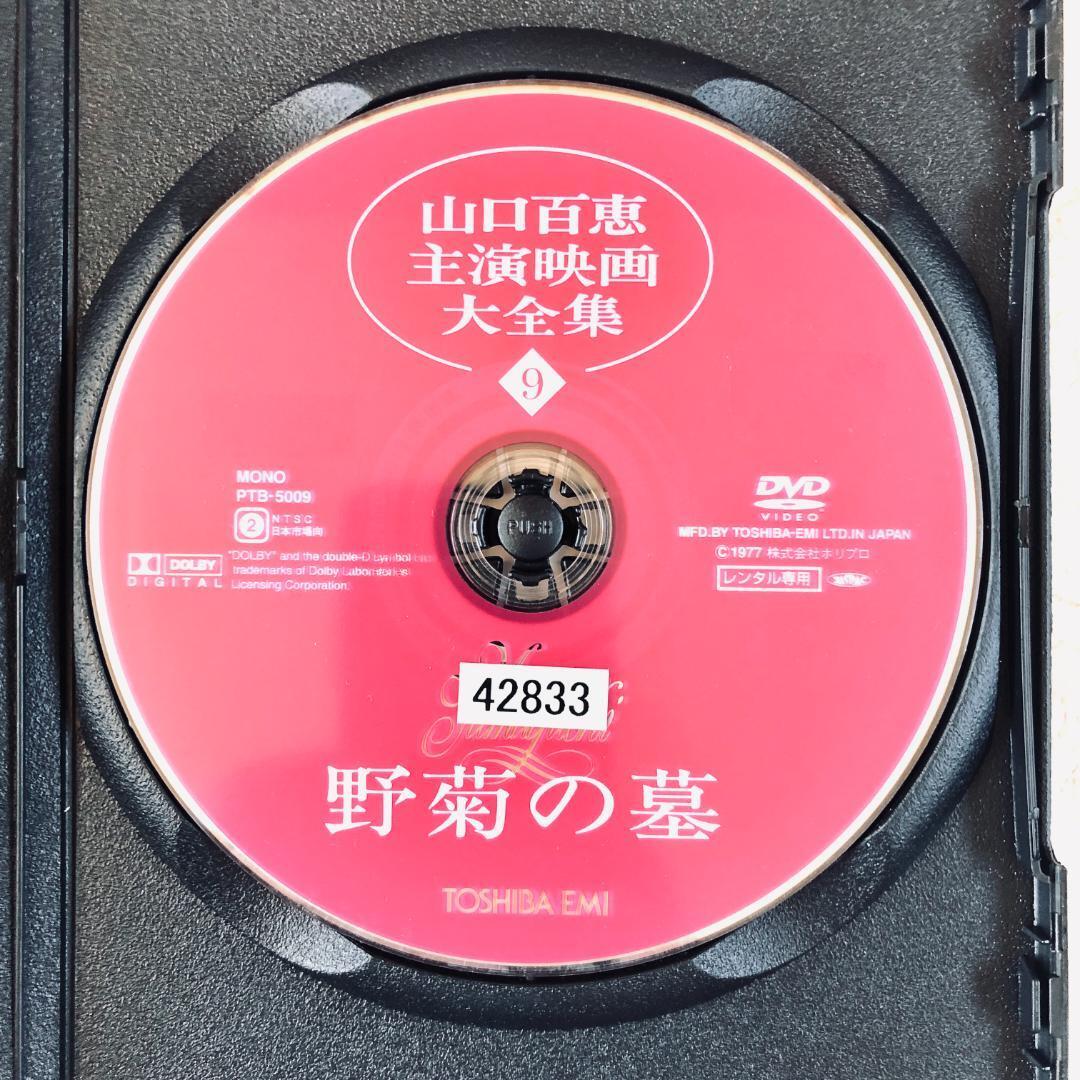 山口百恵
主演映画
大全集
9
MONO
PTB-5009
2
NTSC
日本市場向
DOLBY
DIGITAL
"DOLBY" and the double-D symbol
trademarks of Dolby Laboratories
Licensing Corporation.
PUSH
DVD
VIDEO
MFD.BY TOSHIBA-EMI LTD.IN JAPAN
Ⓒ1977 株式会社ホリプロ
レンタル専用
42833
野菊の墓
TOSHIBA EMI